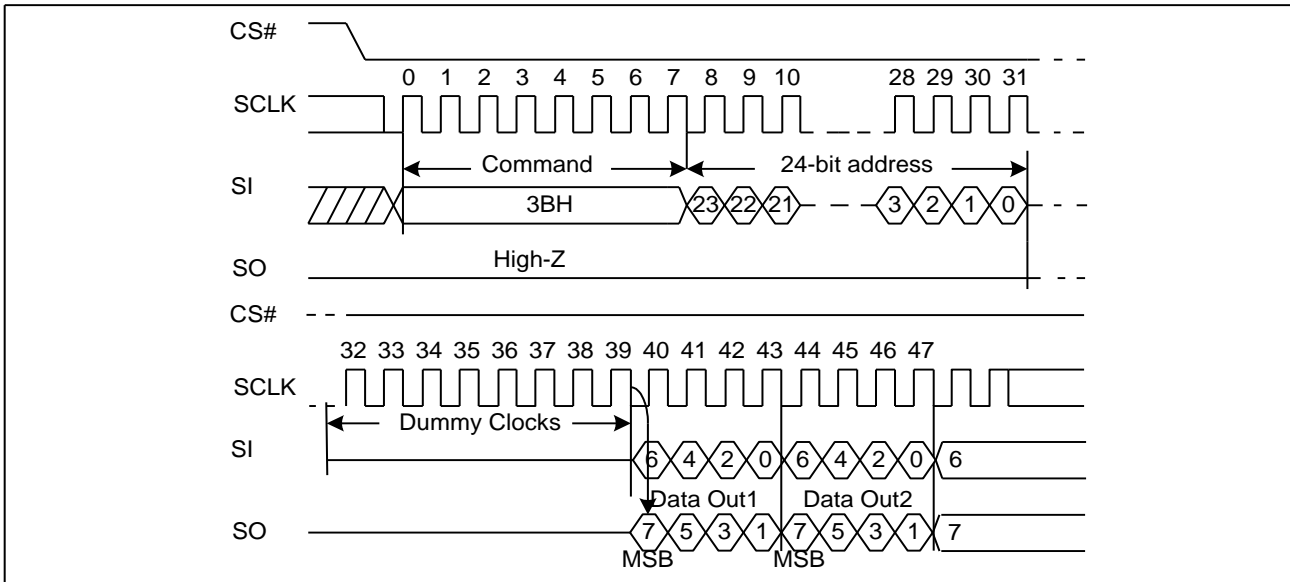 CS#
0 1 2 3 4 5 6 7 8 9 10 28 29 30 31
SCLK
Command 24-bit address
SI
3BH 23 22 21 3 2 1 0
High-Z
SO
CS#
32 33 34 35 36 37 38 39 40 41 42 43 44 45 46 47
SCLK
Dummy Clocks
SI
6 4 2 0 6 4 2 0 6
Data Out1 Data Out2
SO
7 5 3 1 7 5 3 1 7
MSB MSB